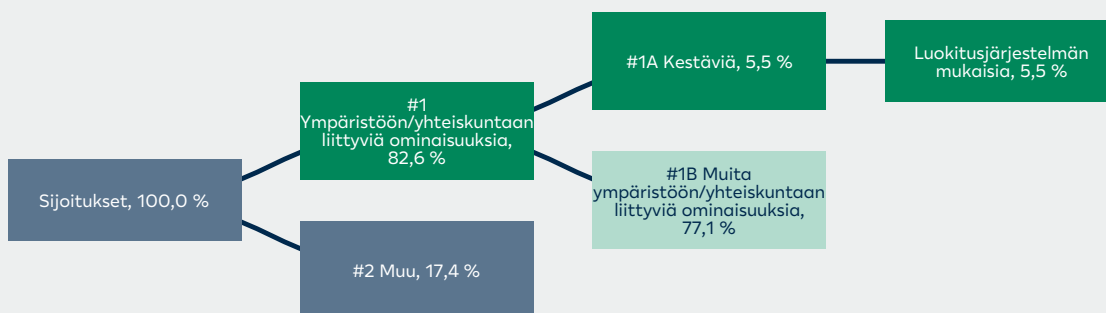 Sijoitukset, 100,0 %
#1
Ympäristöön/yhteiskuntaan
liittyviä ominaisuuksia,
82,6 %
#2 Muu, 17,4 %
#1A Kestäviä, 5,5 %
#1B Muita
ympäristöön/yhteiskuntaan
liittyviä ominaisuuksia,
77,1 %
Luokitusjärjestelmän
mukaisia, 5,5 %